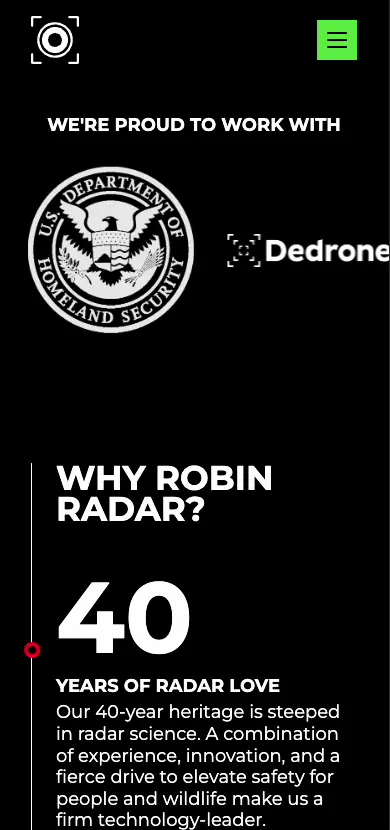 WE'RE PROUD TO WORK WITH
U.S. DEPARTMENT OF
HOMELAND SECURITY
Dedrone
WHY ROBIN
RADAR?
40
YEARS OF RADAR LOVE
Our 40-year heritage is steeped
in radar science. A combination
of experience, innovation, and a
fierce drive to elevate safety for
people and wildlife make us a
firm technology-leader.